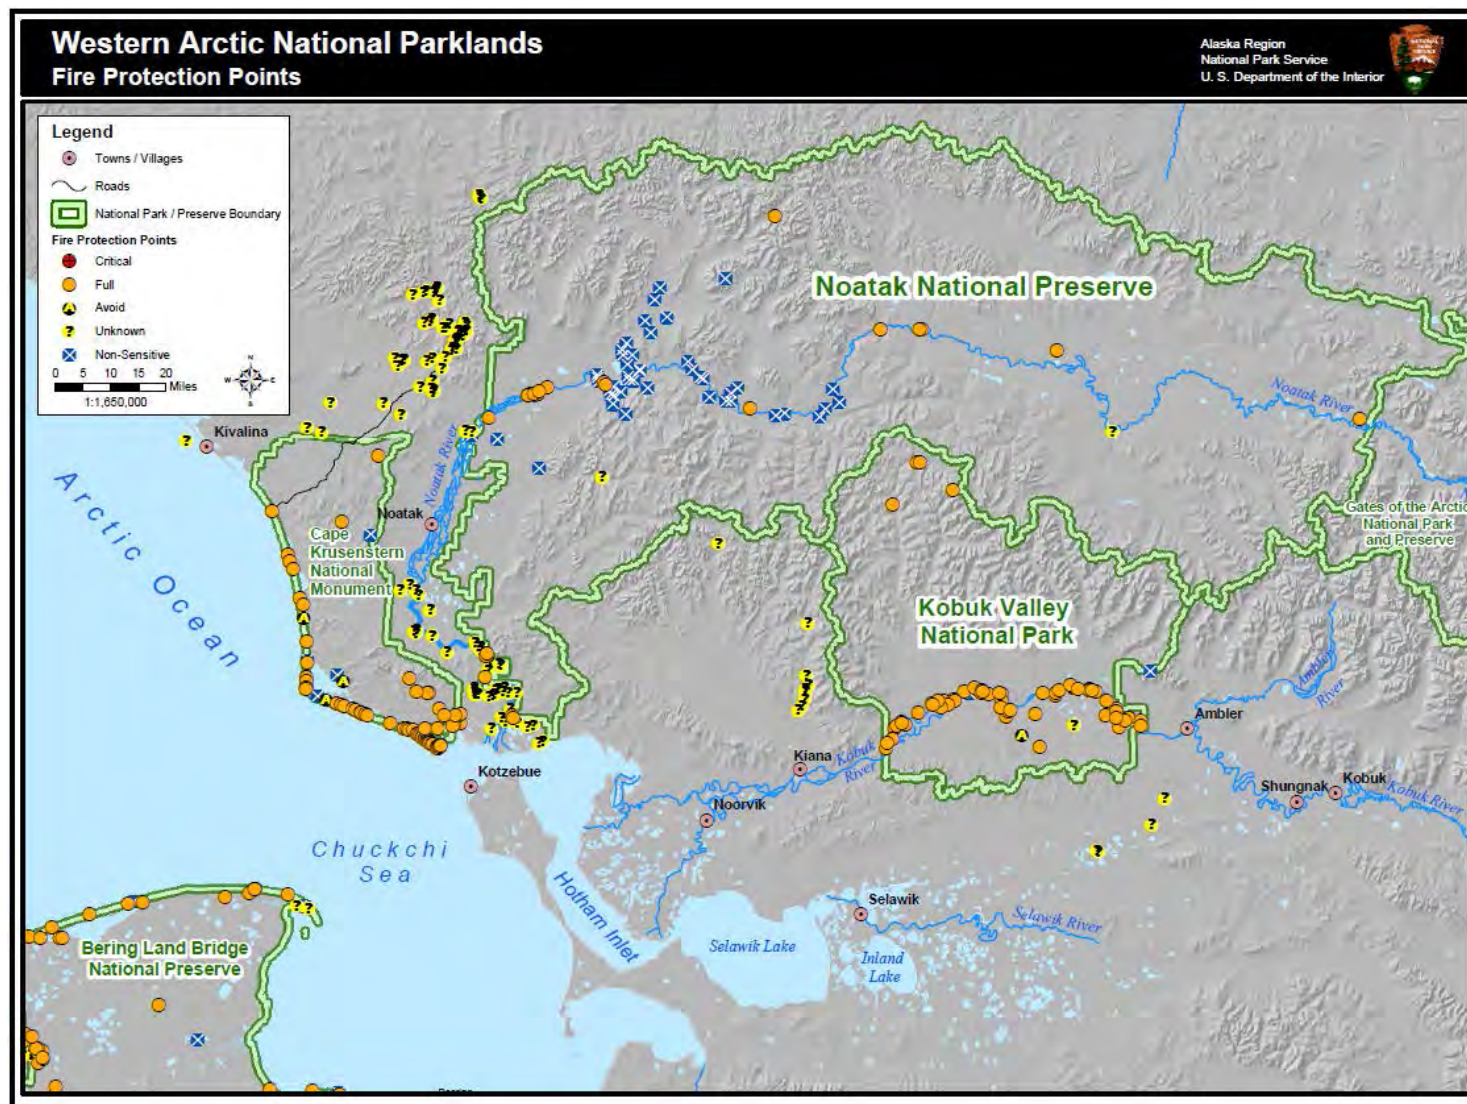 Western Arctic National Parklands
Fire Protection Points
Alaska Region
National Park Service
U. S. Department of the Interior
NATIONAL
PARK
SERVICE
Legend
Towns / Villages
Roads
National Park / Preserve Boundary
Fire Protection Points
Critical
Full
Avoid
Unknown
Non-Sensitive
0 5 10 15 20
Miles
1:1,650,000
N
W E
S
Noatak National Preserve
Noatak River
Kivalina
Noatak River
Noatak
Arctic Ocean
Cape
Krusenstern
National
Monument
Gates of the Arctic
National Park
and Preserve
Kobuk Valley
National Park
Ambler
River
Ambler
Kotzebue
Kiana
Kobuk
River
Noorvik
Shungnak
Kobuk
Kobuk River
Chuckchi
Sea
Hotham Inlet
Selawik
Selawik River
Selawik Lake
Inland
Lake
Bering Land Bridge
National Preserve